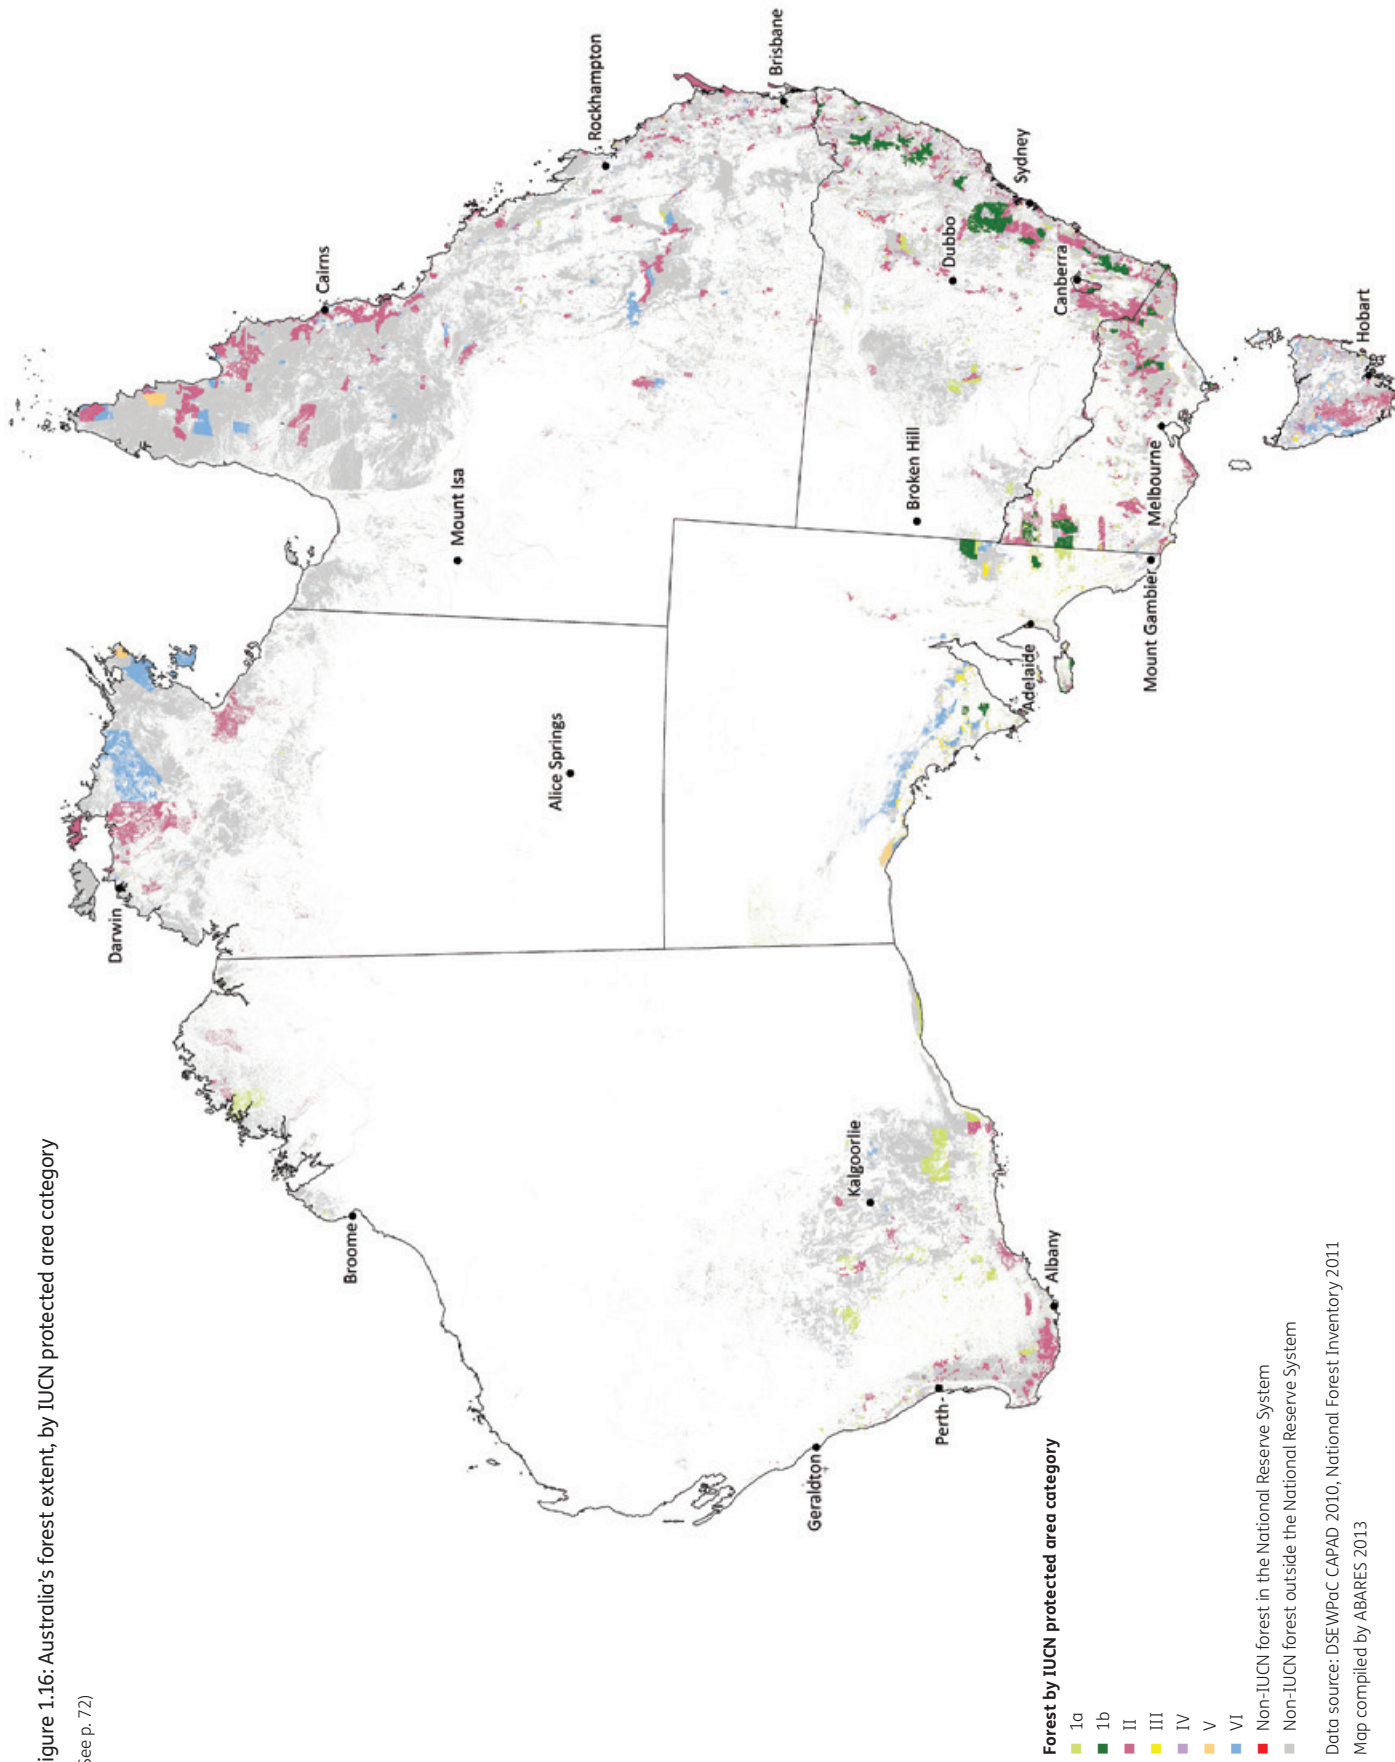 igure 1.16: Australia's forest extent, by IUCN protected area category
see p. 72)
Darwin
Cairns
Broome
Mount Isa
Rockhampton
Alice Springs
Brisbane
Geraldton
Kalgoorlie
Broken Hill
Dubbo
Perth
Sydney
Adelaide
Canberra
Albany
Mount Gambier
Melbourne
Hobart
Forest by IUCN protected area category
1a
1b
II
III
IV
V
VI
Non-IUCN forest in the National Reserve System
Non-IUCN forest outside the National Reserve System
Data source: DSEWPaC CAPAD 2010, National Forest Inventory 2011
Map compiled by ABARES 2013